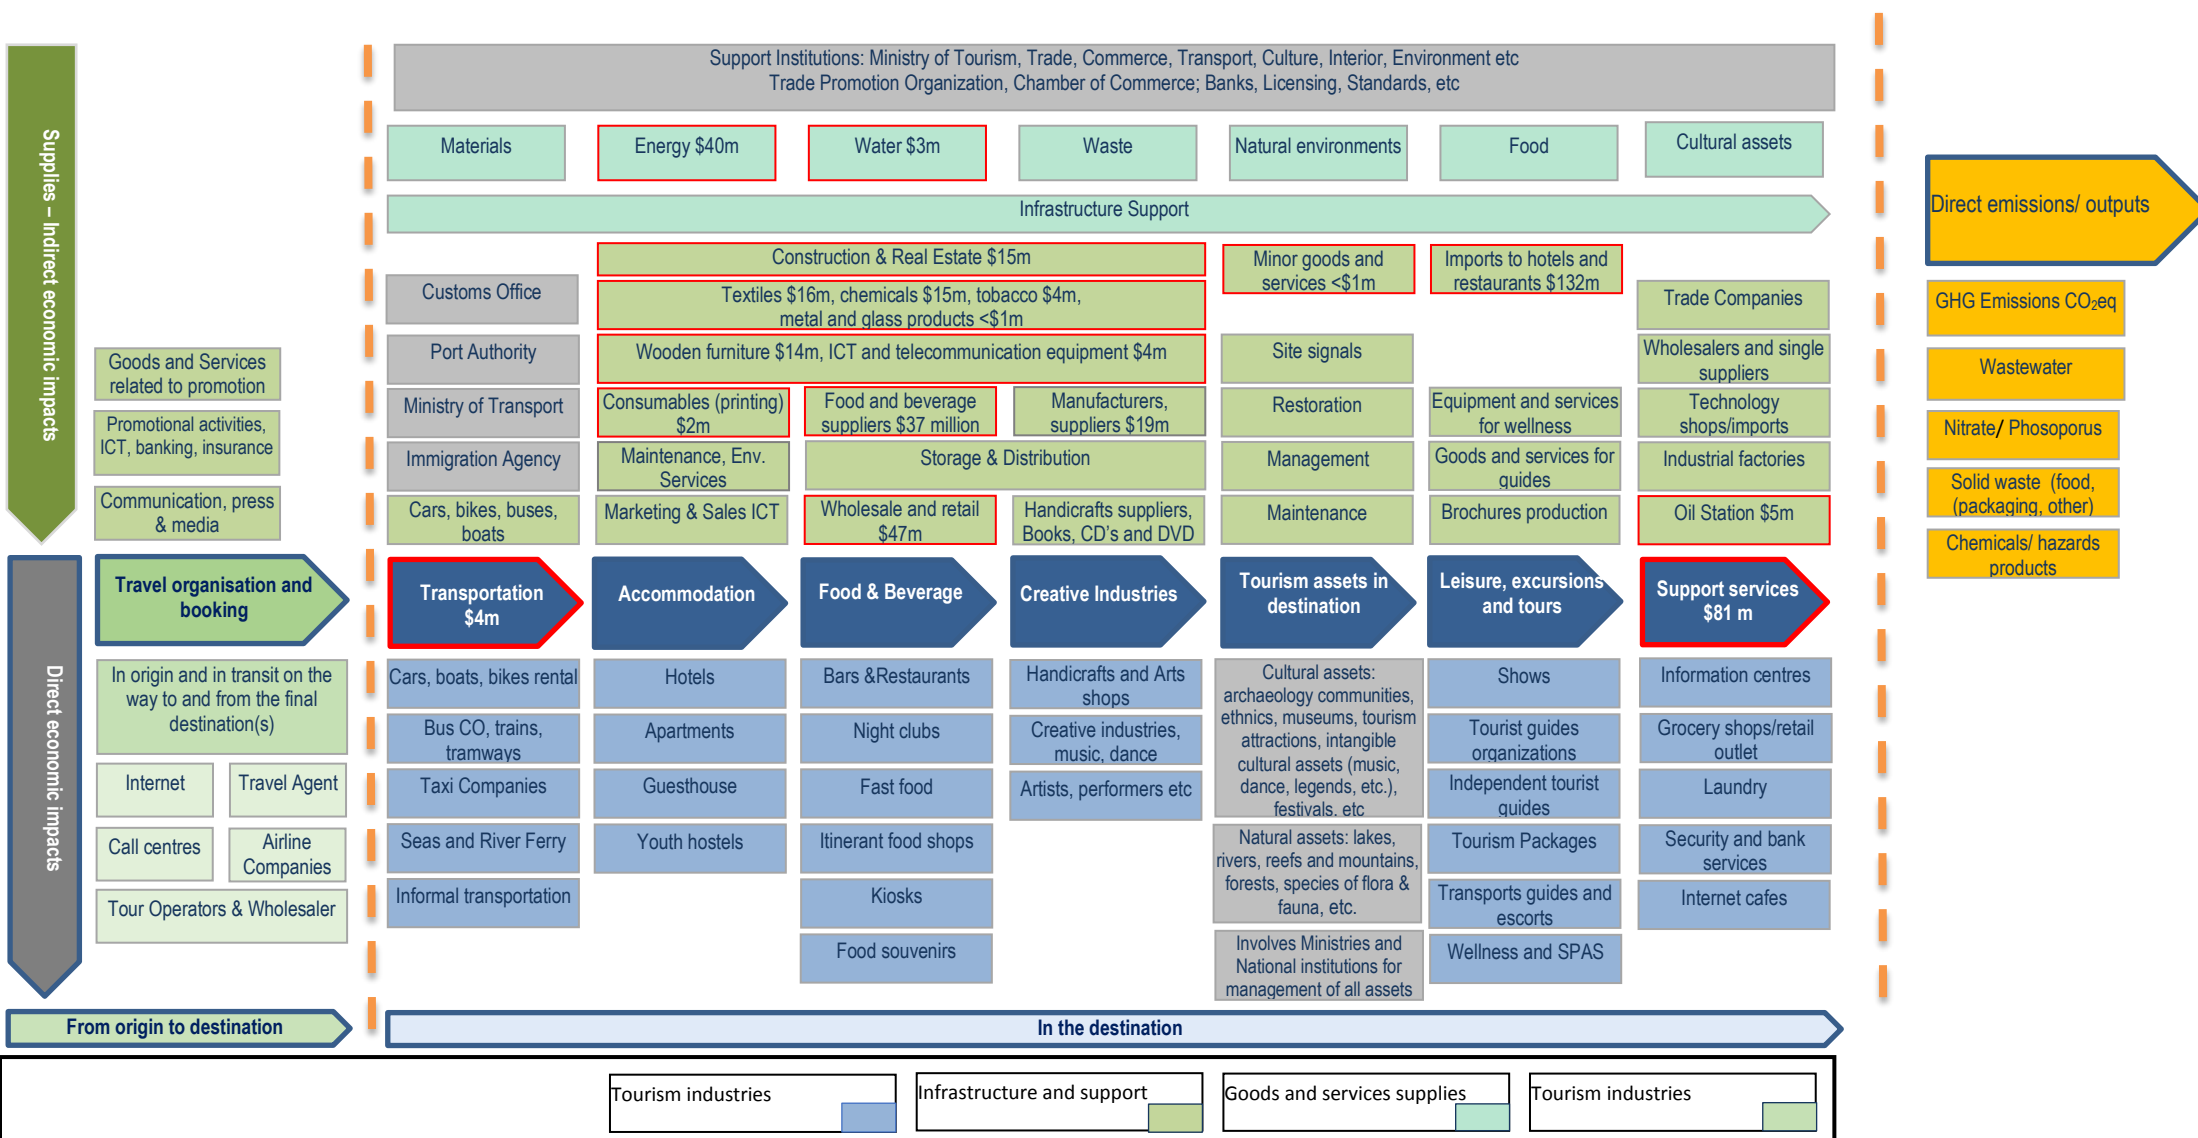 Support Institutions: Ministry of Tourism, Trade, Commerce, Transport, Culture, Interior, Environment etc
Trade Promotion Organization, Chamber of Commerce; Banks, Licensing, Standards, etc
Supplies – Indirect economic impacts
Materials
Energy $40m
Water $3m
Waste
Natural environments
Food
Cultural assets
Infrastructure Support
Direct emissions/ outputs
Construction & Real Estate $15m
Minor goods and
services <$1m
Imports to hotels and
restaurants $132m
Customs Office
Textiles $16m, chemicals $15m, tobacco $4m,
metal and glass products <$1m
Trade Companies
GHG Emissions CO₂eq
Goods and Services
related to promotion
Port Authority
Wooden furniture $14m, ICT and telecommunication equipment $4m
Site signals
Wholesalers and single
suppliers
Wastewater
Promotional activities,
ICT, banking, insurance
Ministry of Transport
Consumables (printing)
$2m
Food and beverage
suppliers $37 million
Manufacturers,
suppliers $19m
Restoration
Equipment and services
for wellness
Technology
shops/imports
Nitrate/ Phosoporus
Immigration Agency
Maintenance, Env.
Services
Storage & Distribution
Management
Goods and services for
guides
Industrial factories
Solid waste  (food,
(packaging, other)
Communication, press
& media
Cars, bikes, buses,
boats
Marketing & Sales ICT
Wholesale and retail
$47m
Handicrafts suppliers,
Books, CD's and DVD
Maintenance
Brochures production
Oil Station $5m
Chemicals/ hazards
products
Direct economic impacts
Travel organisation and
booking
Transportation
$4m
Accommodation
Food & Beverage
Creative Industries
Tourism assets in
destination
Leisure, excursions
and tours
Support services
$81 m
In origin and in transit on the
way to and from the final
destination(s)
Internet
Travel Agent
Call centres
Airline
Companies
Tour Operators & Wholesaler
Cars, boats, bikes rental
Bus CO, trains,
tramways
Taxi Companies
Seas and River Ferry
Informal transportation
Hotels
Apartments
Guesthouse
Youth hostels
Bars &Restaurants
Night clubs
Fast food
Itinerant food shops
Kiosks
Food souvenirs
Handicrafts and Arts
shops
Creative industries,
music, dance
Artists, performers etc
Cultural assets:
archaeology communities,
ethnics, museums, tourism
attractions, intangible
cultural assets (music,
dance, legends, etc.),
festivals, etc
Natural assets: lakes,
rivers, reefs and mountains,
forests, species of flora &
fauna, etc.
Involves Ministries and
National institutions for
management of all assets
Shows
Tourist guides
organizations
Independent tourist
guides
Tourism Packages
Transports guides and
escorts
Wellness and SPAS
Information centres
Grocery shops/retail
outlet
Laundry
Security and bank
services
Internet cafes
From origin to destination
In the destination
Tourism industries
Infrastructure and support
Goods and services supplies
Tourism industries